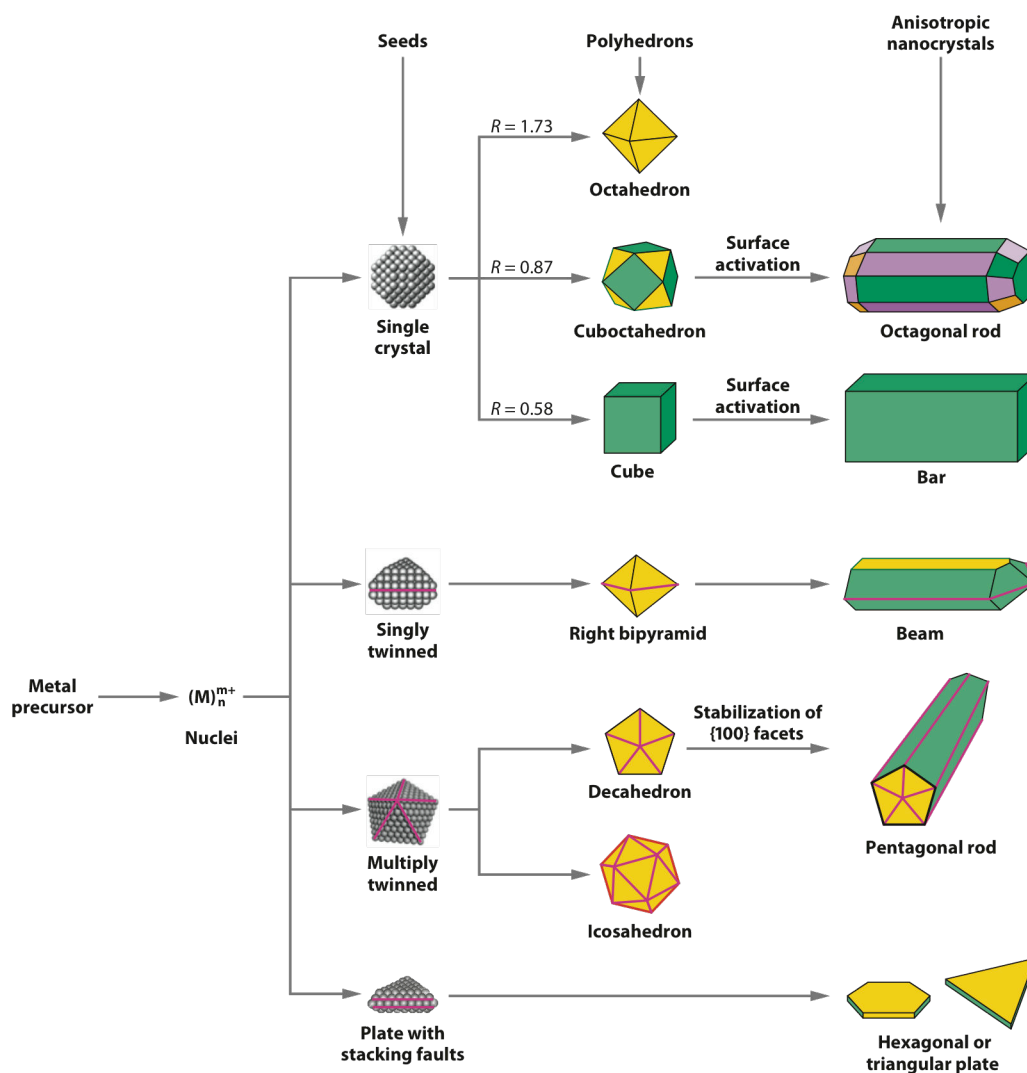 Seeds
Polyhedrons
Anisotropic
nanocrystals
R = 1.73
Octahedron
R = 0.87
Surface
activation
Single
crystal
Cuboctahedron
Octagonal rod
R = 0.58
Surface
activation
Cube
Bar
Singly
twinned
Right bipyramid
Beam
Metal
precursor
(M)ₙᵐ⁺
Nuclei
Stabilization of
{100} facets
Decahedron
Multiply
twinned
Pentagonal rod
Icosahedron
Plate with
stacking faults
Hexagonal or
triangular plate